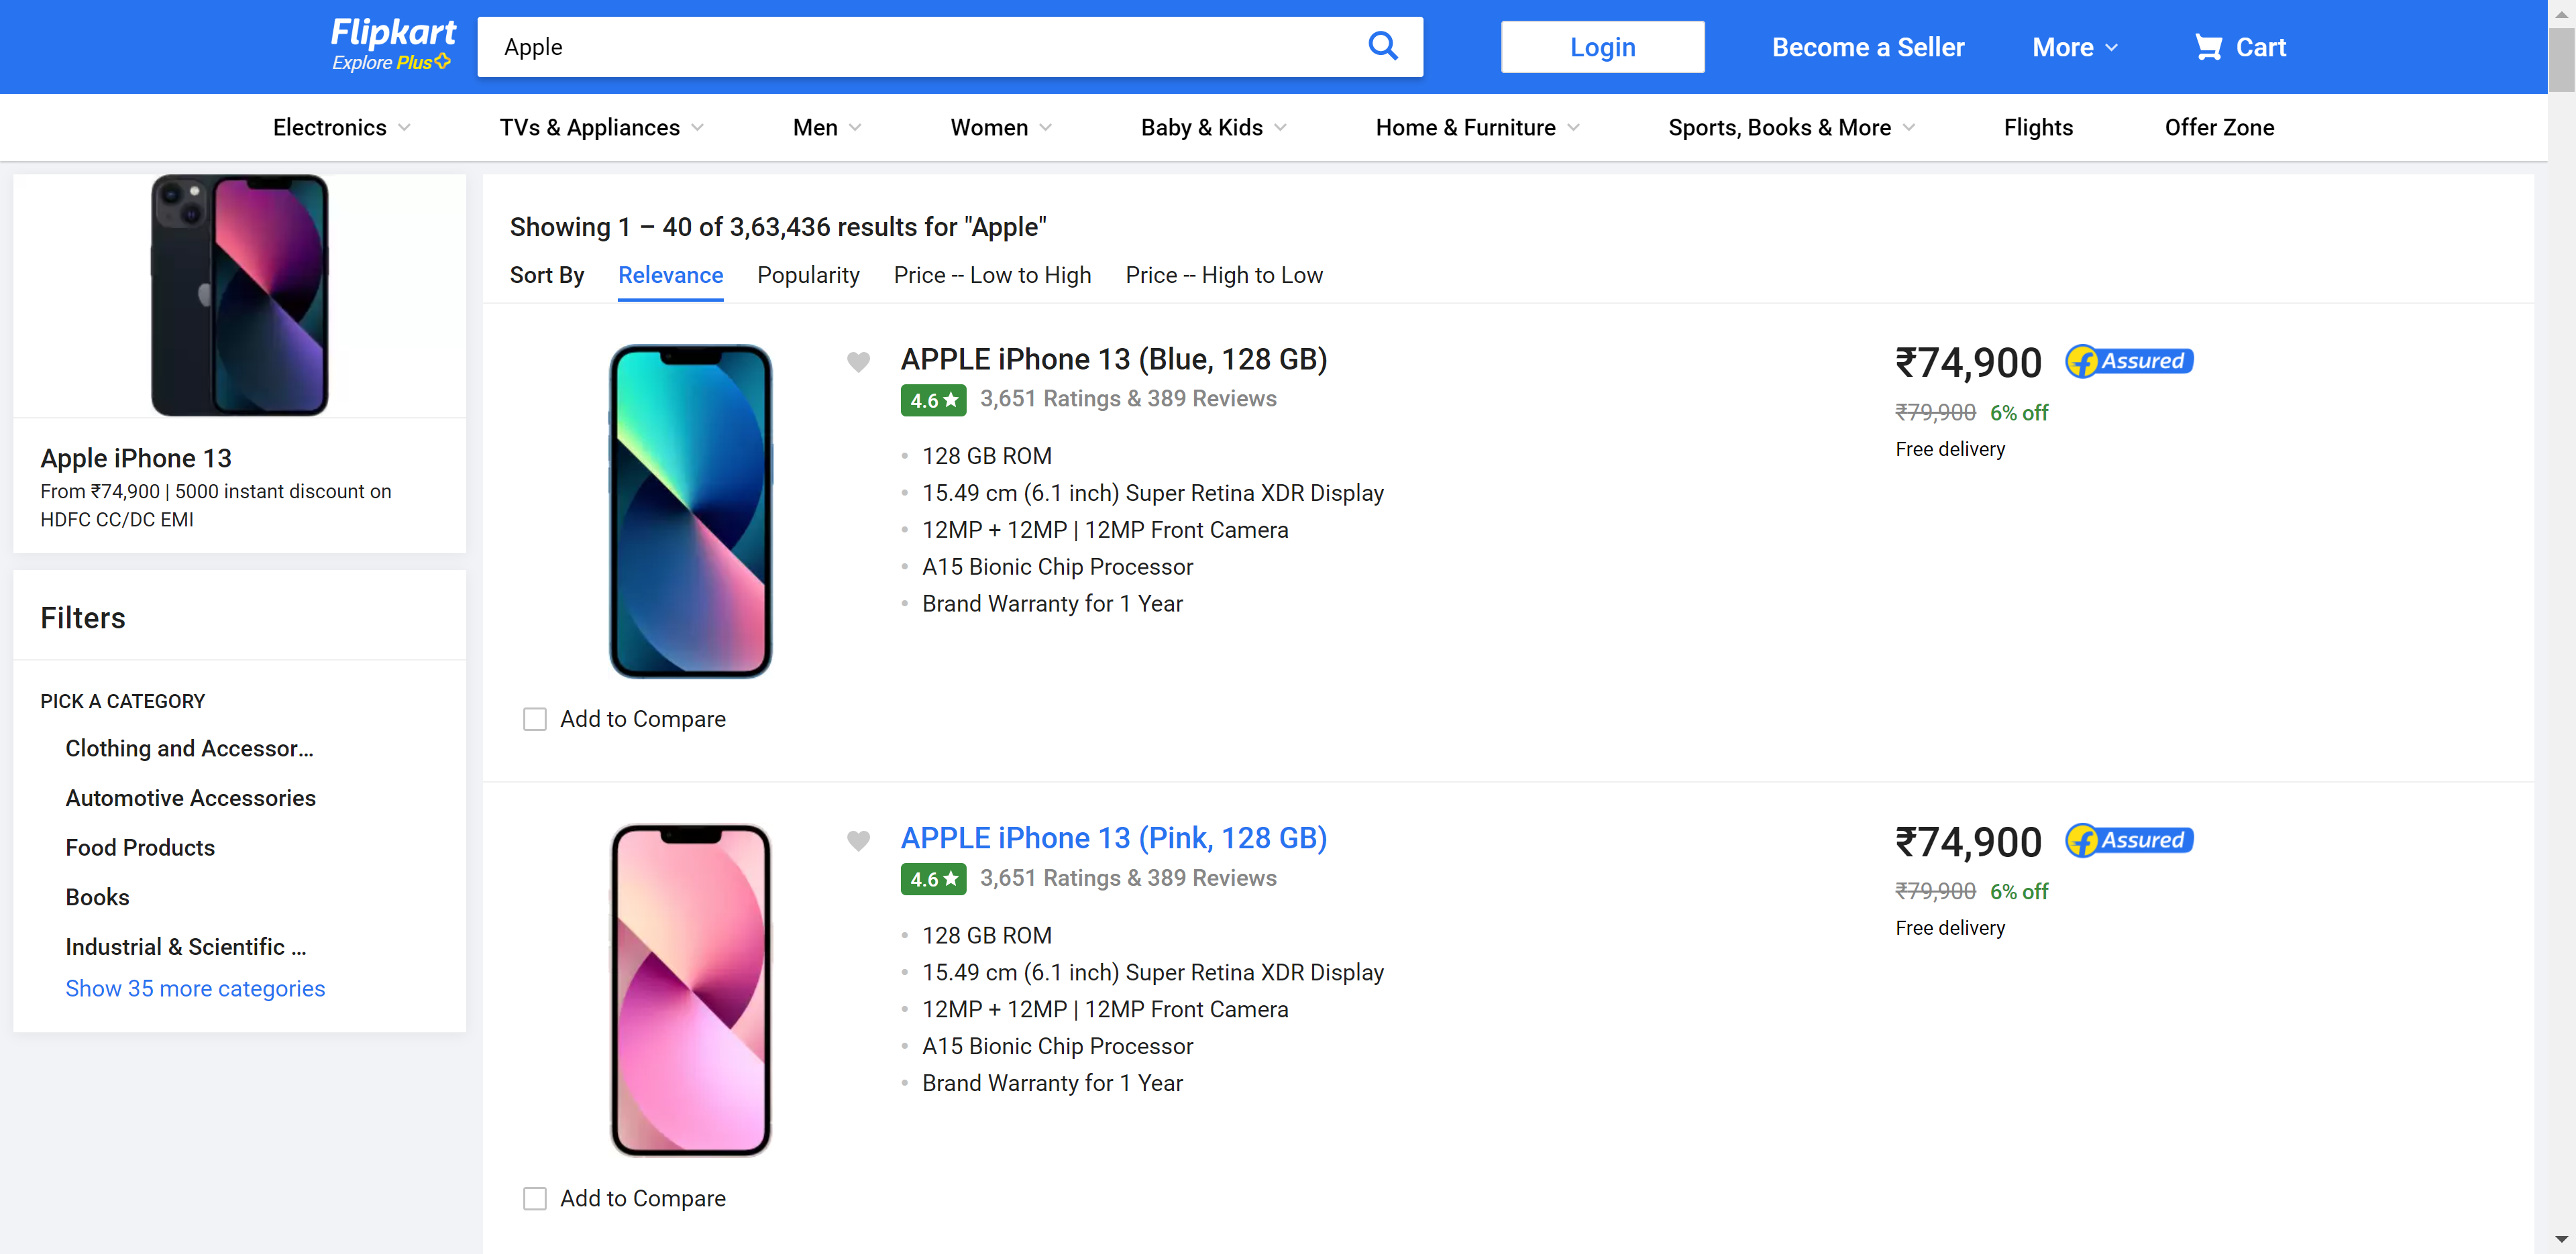 Flipkart
Explore Plus
Apple
Login
Become a Seller
More
Cart
Electronics
TVs & Appliances
Men
Women
Baby & Kids
Home & Furniture
Sports, Books & More
Flights
Offer Zone
Apple iPhone 13
From ₹74,900 | 5000 instant discount on
HDFC CC/DC EMI
Filters
PICK A CATEGORY
Clothing and Accessor...
Automotive Accessories
Food Products
Books
Industrial & Scientific ...
Show 35 more categories
Showing 1 – 40 of 3,63,436 results for "Apple"
Sort By
Relevance
Popularity
Price -- Low to High
Price -- High to Low
APPLE iPhone 13 (Blue, 128 GB)
4.6★ 3,651 Ratings & 389 Reviews
128 GB ROM
15.49 cm (6.1 inch) Super Retina XDR Display
12MP + 12MP | 12MP Front Camera
A15 Bionic Chip Processor
Brand Warranty for 1 Year
₹74,900
f Assured
₹79,900 6% off
Free delivery
Add to Compare
APPLE iPhone 13 (Pink, 128 GB)
4.6★ 3,651 Ratings & 389 Reviews
128 GB ROM
15.49 cm (6.1 inch) Super Retina XDR Display
12MP + 12MP | 12MP Front Camera
A15 Bionic Chip Processor
Brand Warranty for 1 Year
₹74,900
f Assured
₹79,900 6% off
Free delivery
Add to Compare